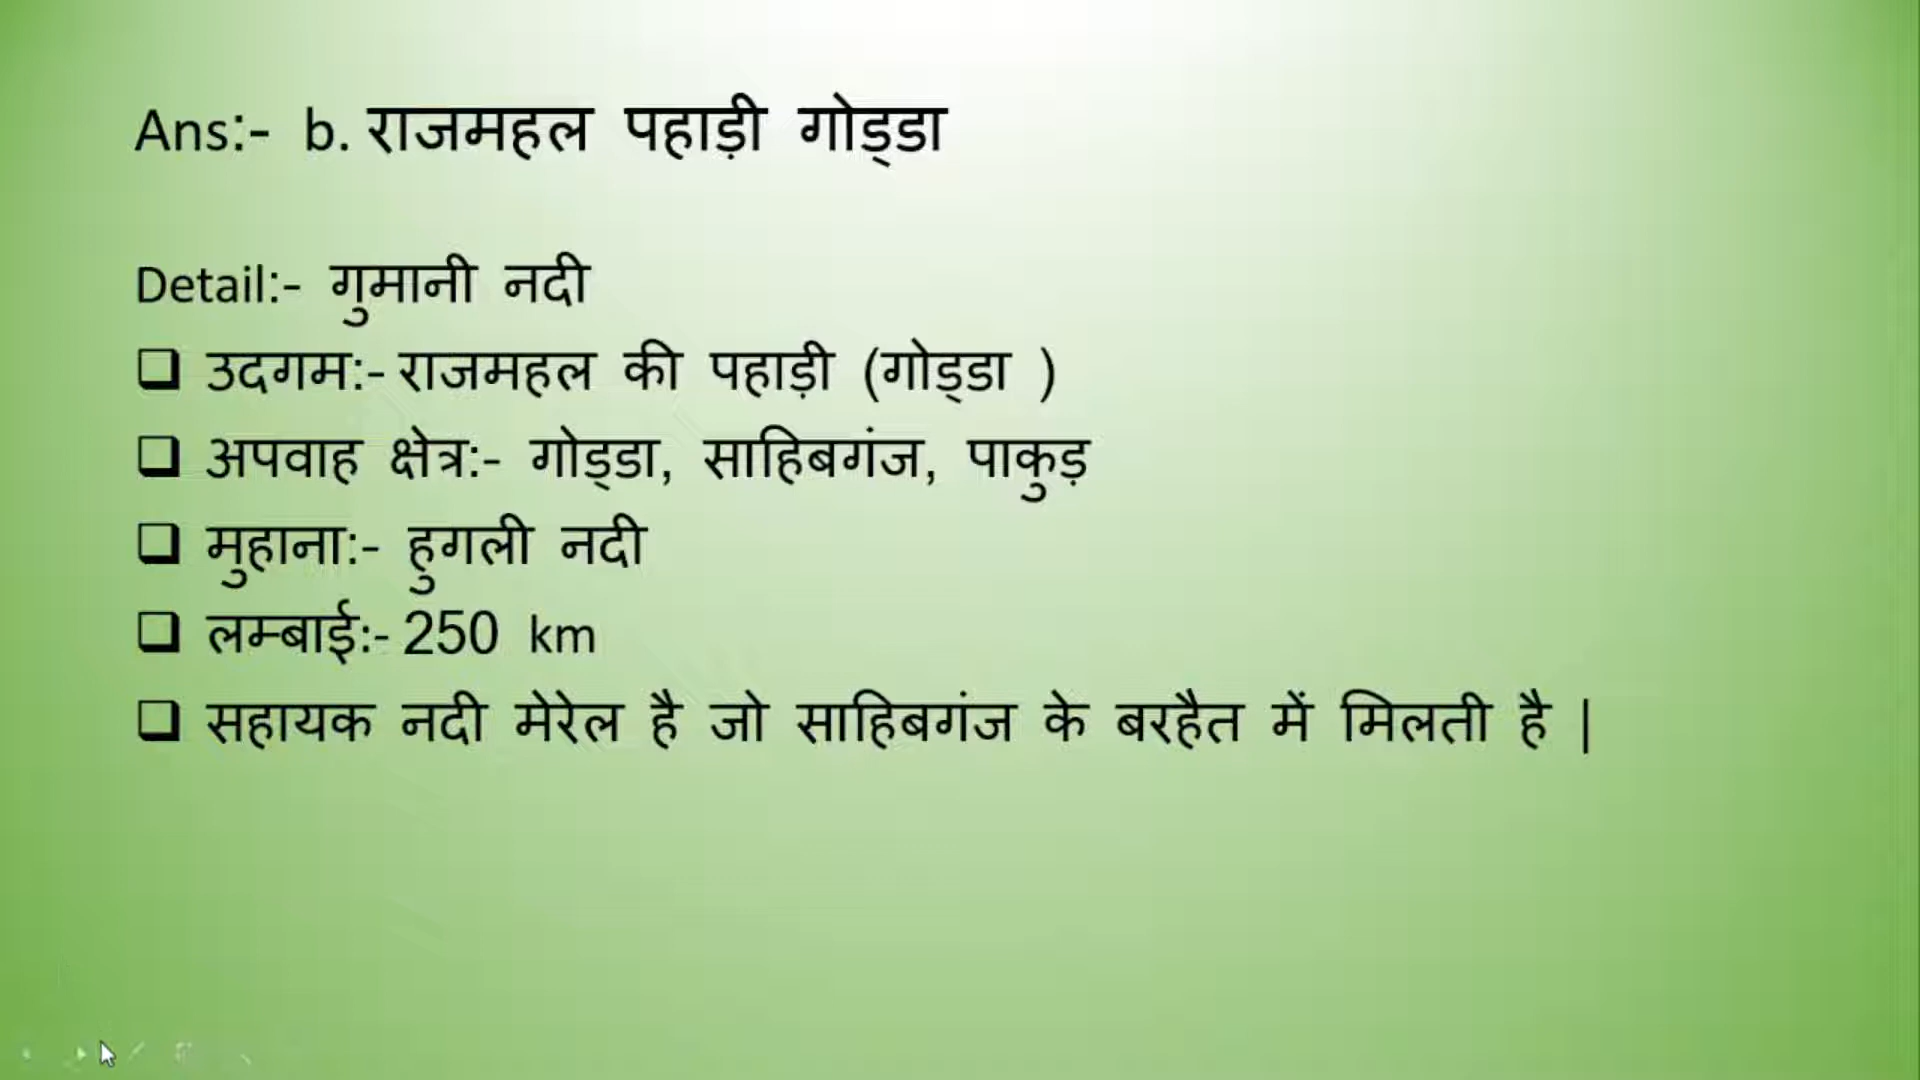 Ans:- b. राजमहल पहाड़ी गोड्डा
Detail:- गुमानी नदी
❑ उदगम:- राजमहल की पहाड़ी (गोड्डा )
❑ अपवाह क्षेत्र:- गोड्डा, साहिबगंज, पाकुड़
❑ मुहाना:- हुगली नदी
❑ लम्बाई:- 250 km
❑ सहायक नदी मेरेल है जो साहिबगंज के बरहैत में मिलती है |